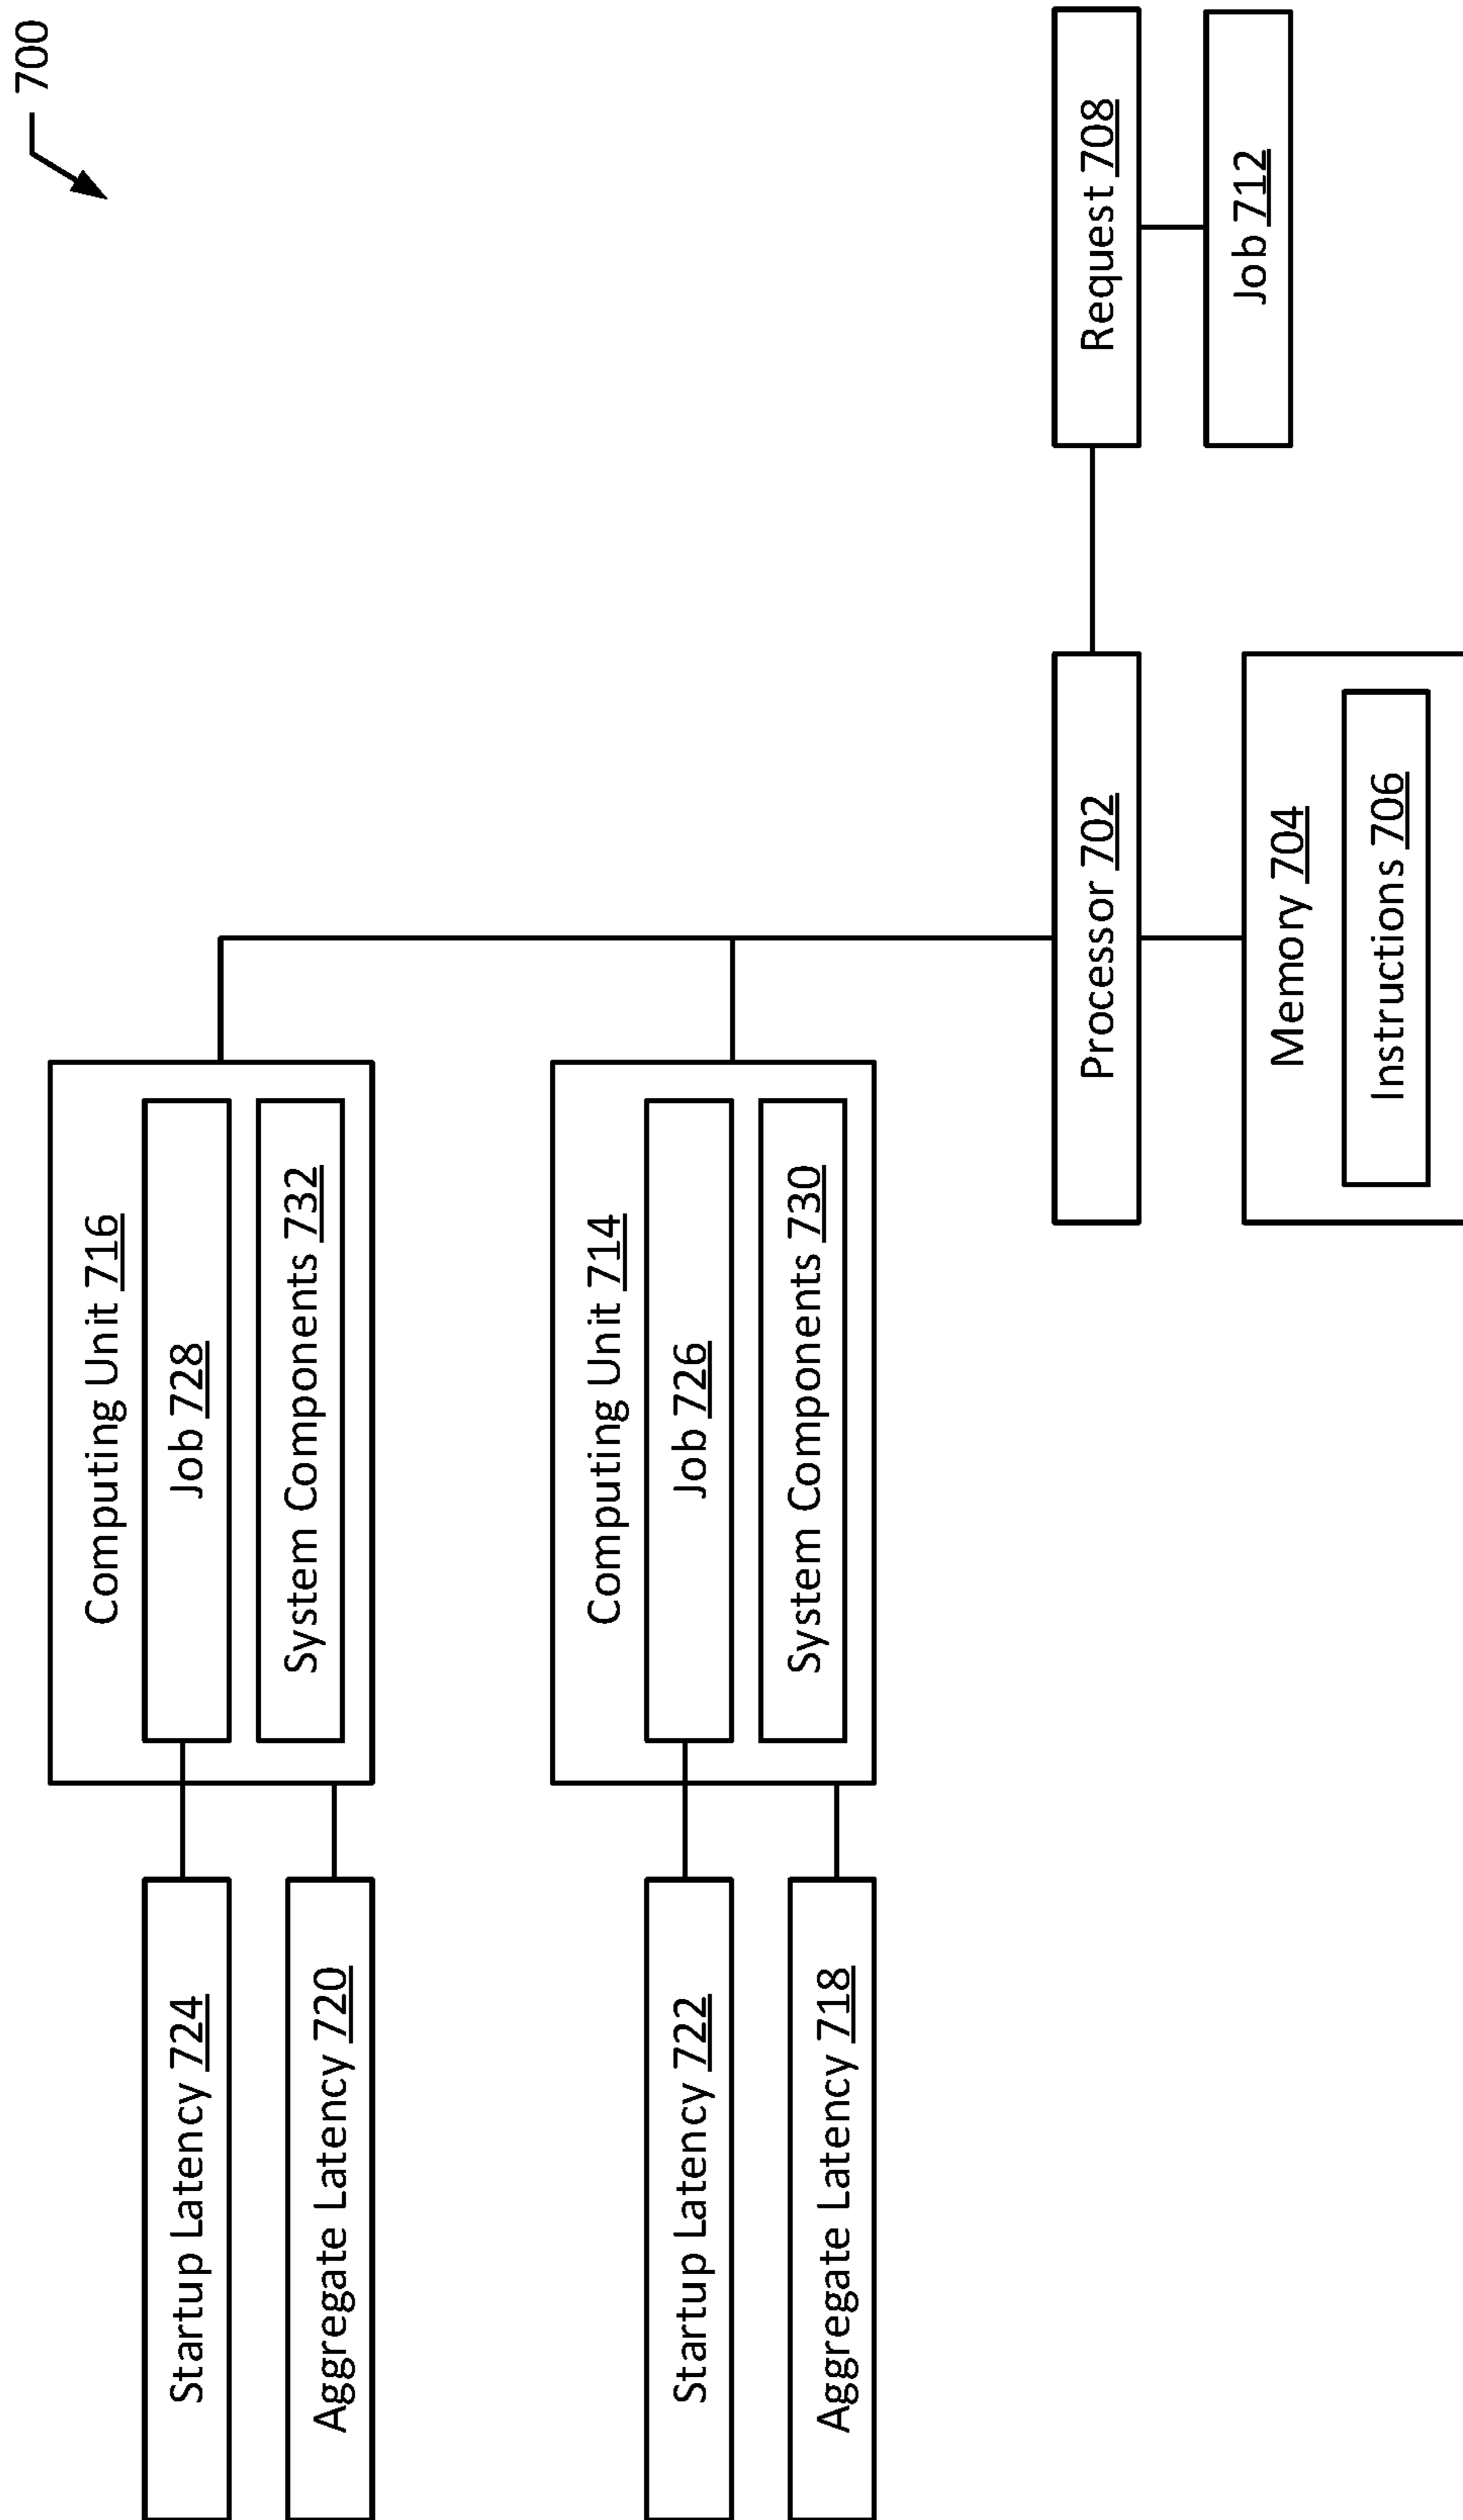 700
Computing Unit 716
Job 728
System Components 732
Startup Latency 724
Aggregate Latency 720
Computing Unit 714
Job 726
System Components 730
Startup Latency 722
Aggregate Latency 718
Processor 702
Request 708
Memory 704
Instructions 706
Job 712